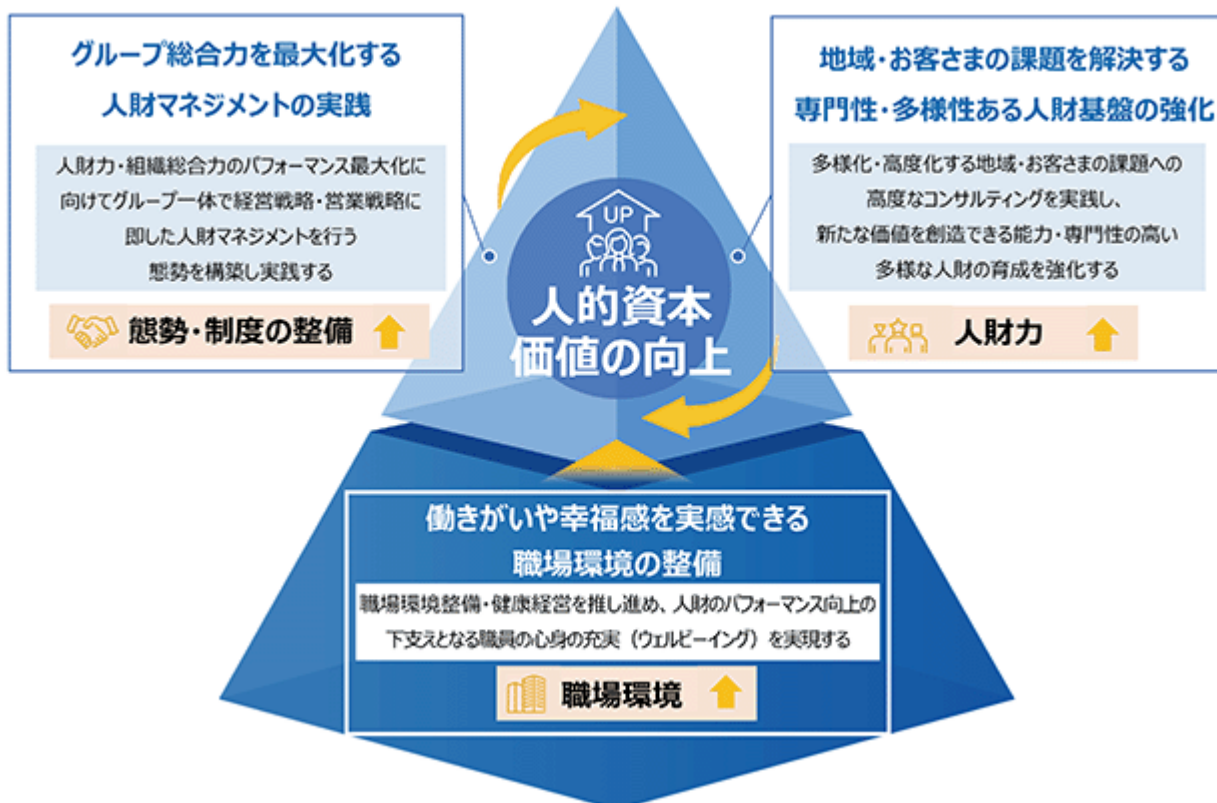 グループ総合力を最大化する
人財マネジメントの実践
人財力・組織総合力のパフォーマンス最大化に
向けてグループ一体で経営戦略・営業戦略に
即した人財マネジメントを行う
態勢を構築し実践する
態勢・制度の整備
地域・お客さまの課題を解決する
専門性・多様性ある人財基盤の強化
多様化・高度化する地域・お客さまの課題への
高度なコンサルティングを実践し、
新たな価値を創造できる能力・専門性の高い
多様な人財の育成を強化する
人財力
UP
人的資本
価値の向上
働きがいや幸福感を実感できる
職場環境の整備
職場環境整備・健康経営を推し進め、人財のパフォーマンス向上の
下支えとなる職員の心身の充実（ウェルビーイング）を実現する
職場環境